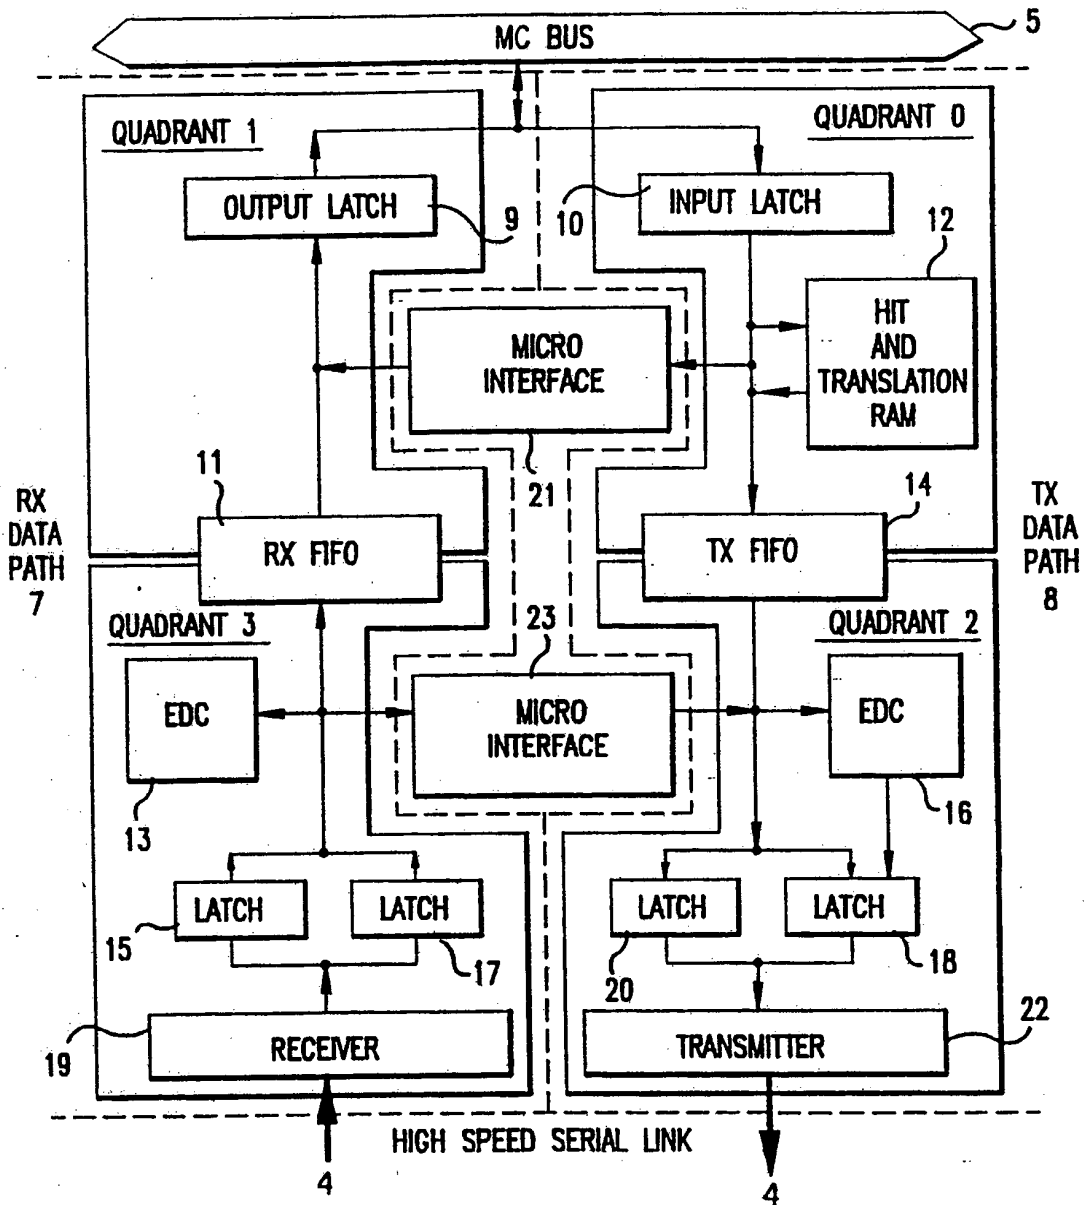 MC BUS
5
QUADRANT 1
QUADRANT 0
OUTPUT LATCH
9
10
INPUT LATCH
12
HIT
AND
TRANSLATION
RAM
MICRO
INTERFACE
21
11
RX FIFO
14
TX FIFO
RX
DATA
PATH
7
TX
DATA
PATH
8
QUADRANT 3
QUADRANT 2
23
EDC
13
MICRO
INTERFACE
EDC
16
LATCH
15
LATCH
17
LATCH
20
LATCH
18
19
RECEIVER
TRANSMITTER
22
HIGH SPEED SERIAL LINK
4
4